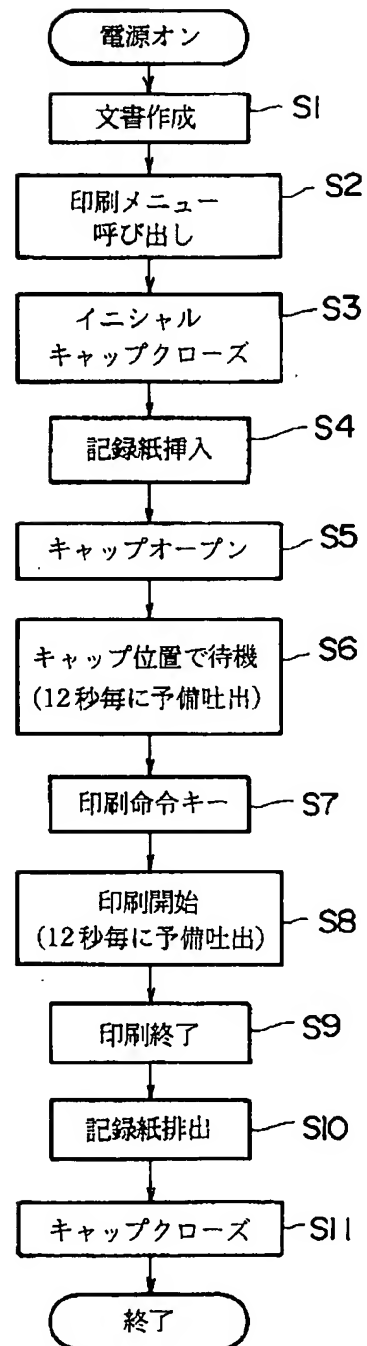 電源オン
文書作成
S1
印刷メニュー
呼び出し
S2
イニシャル
キャップクローズ
S3
記録紙挿入
S4
キャップオープン
S5
キャップ位置で待機
(12秒毎に予備吐出)
S6
印刷命令キー
S7
印刷開始
(12秒毎に予備吐出)
S8
印刷終了
S9
記録紙排出
S10
キャップクローズ
S11
終了